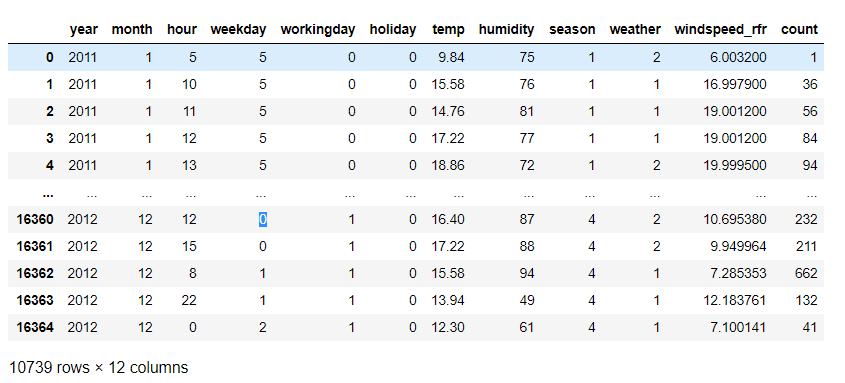 year month hour weekday workingday holiday temp humidity season weather windspeed_rfr count
0 2011 1 5 5 0 0 9.84 75 1 2 6.003200 1
1 2011 1 10 5 0 0 15.58 76 1 1 16.997900 36
2 2011 1 11 5 0 0 14.76 81 1 1 19.001200 56
3 2011 1 12 5 0 0 17.22 77 1 1 19.001200 84
4 2011 1 13 5 0 0 18.86 72 1 2 19.999500 94
... ... ... ... ... ... ... ... ... ... ... ... ...
16360 2012 12 12 0 1 0 16.40 87 4 2 10.695380 232
16361 2012 12 15 0 1 0 17.22 88 4 2 9.949964 211
16362 2012 12 8 1 1 0 15.58 94 4 1 7.285353 662
16363 2012 12 22 1 1 0 13.94 49 4 1 12.183761 132
16364 2012 12 0 2 1 0 12.30 61 4 1 7.100141 41
10739 rows × 12 columns